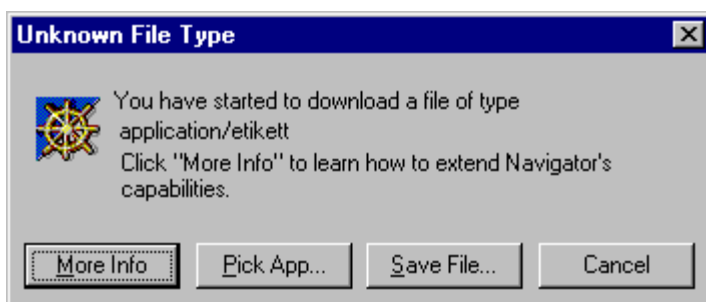 Unknown File Type
You have started to download a file of type
application/etikett
Click "More Info" to learn how to extend Navigator's
capabilities.
More Info
Pick App...
Save File...
Cancel